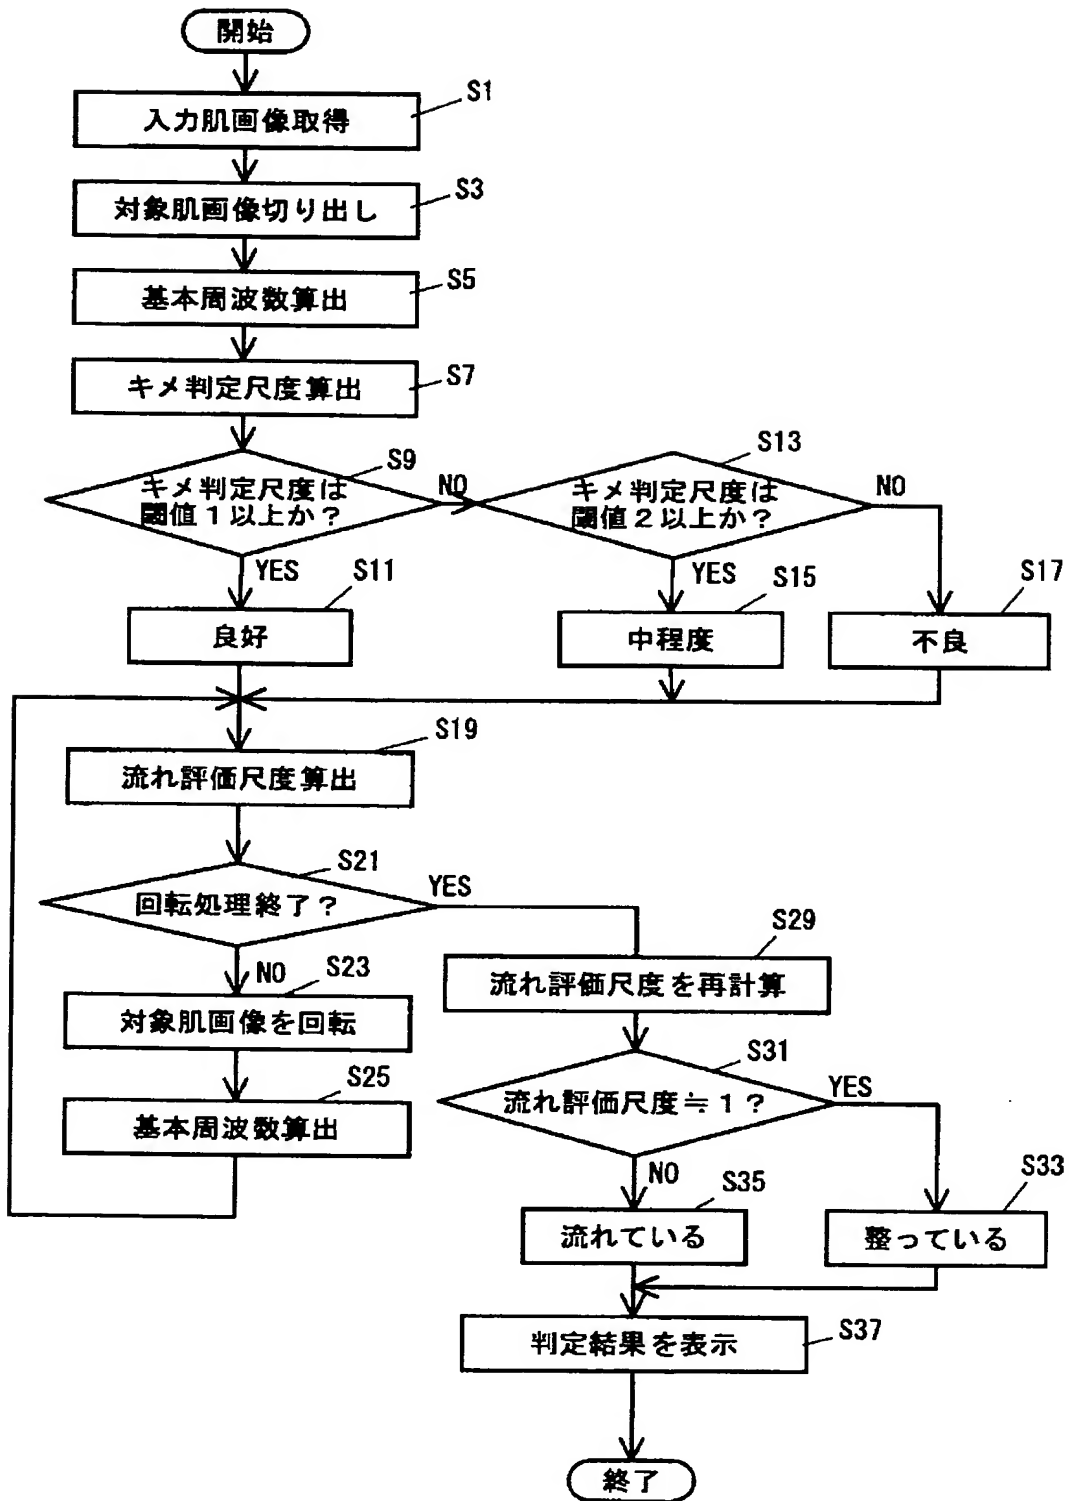 開始
S1
入力肌画像取得
S3
対象肌画像切り出し
S5
基本周波数算出
S7
キメ判定尺度算出
S9
キメ判定尺度は
閾値1以上か?
NO
S13
キメ判定尺度は
閾値2以上か?
NO
YES
S11
良好
YES
S15
中程度
S17
不良
S19
流れ評価尺度算出
S21
回転処理終了?
YES
NO
S23
対象肌画像を回転
S25
基本周波数算出
S29
流れ評価尺度を再計算
S31
流れ評価尺度≒1?
YES
NO
S35
流れている
S33
整っている
S37
判定結果を表示
終了